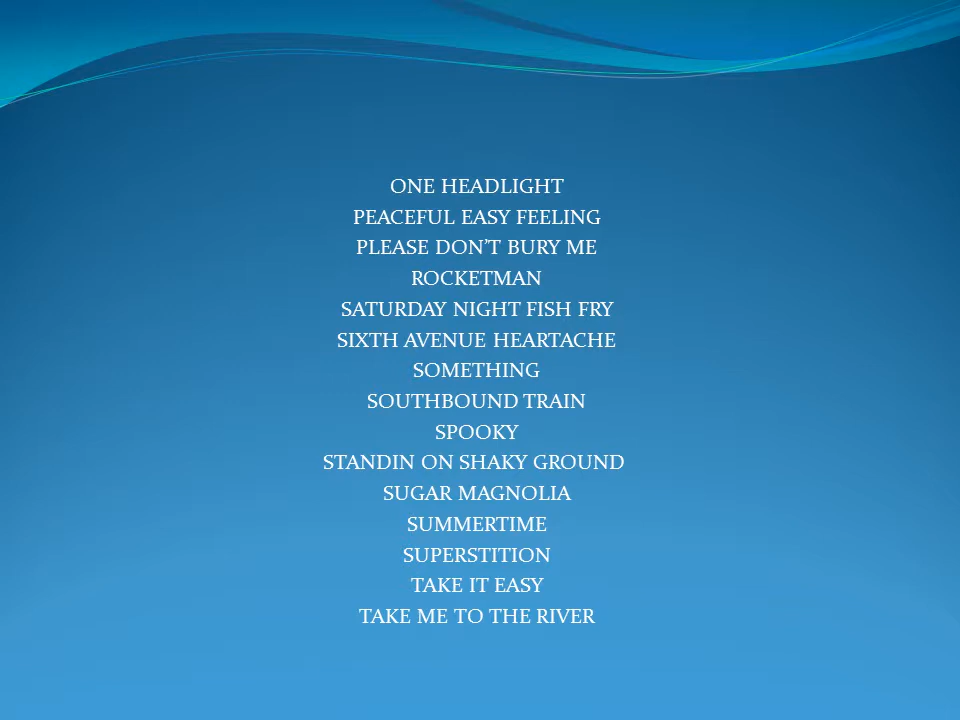 ONE HEADLIGHT
PEACEFUL EASY FEELING
PLEASE DON’T BURY ME
ROCKETMAN
SATURDAY NIGHT FISH FRY
SIXTH AVENUE HEARTACHE
SOMETHING
SOUTHBOUND TRAIN
SPOOKY
STANDIN ON SHAKY GROUND
SUGAR MAGNOLIA
SUMMERTIME
SUPERSTITION
TAKE IT EASY
TAKE ME TO THE RIVER